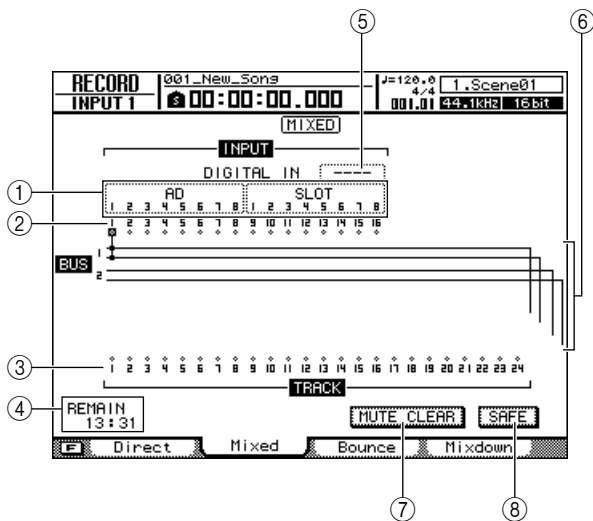 ⑤ ⑥
RECORD 001_New_Song ♩=120.0 1.Scene01
4/4
INPUT 1 S 00:00:00.000 001.01 44.1kHz 16bit
MIXED
INPUT
DIGITAL IN ----
① AD SLOT
1 2 3 4 5 6 7 8 1 2 3 4 5 6 7 8
② 1 2 3 4 5 6 7 8 9 10 11 12 13 14 15 16
BUS 1
2
③ 1 2 3 4 5 6 7 8 9 10 11 12 13 14 15 16 17 18 19 20 21 22 23 24
TRACK
④ REMAIN
13:31
MUTE CLEAR SAFE
F Direct Mixed Bounce Mixdown
⑦ ⑧